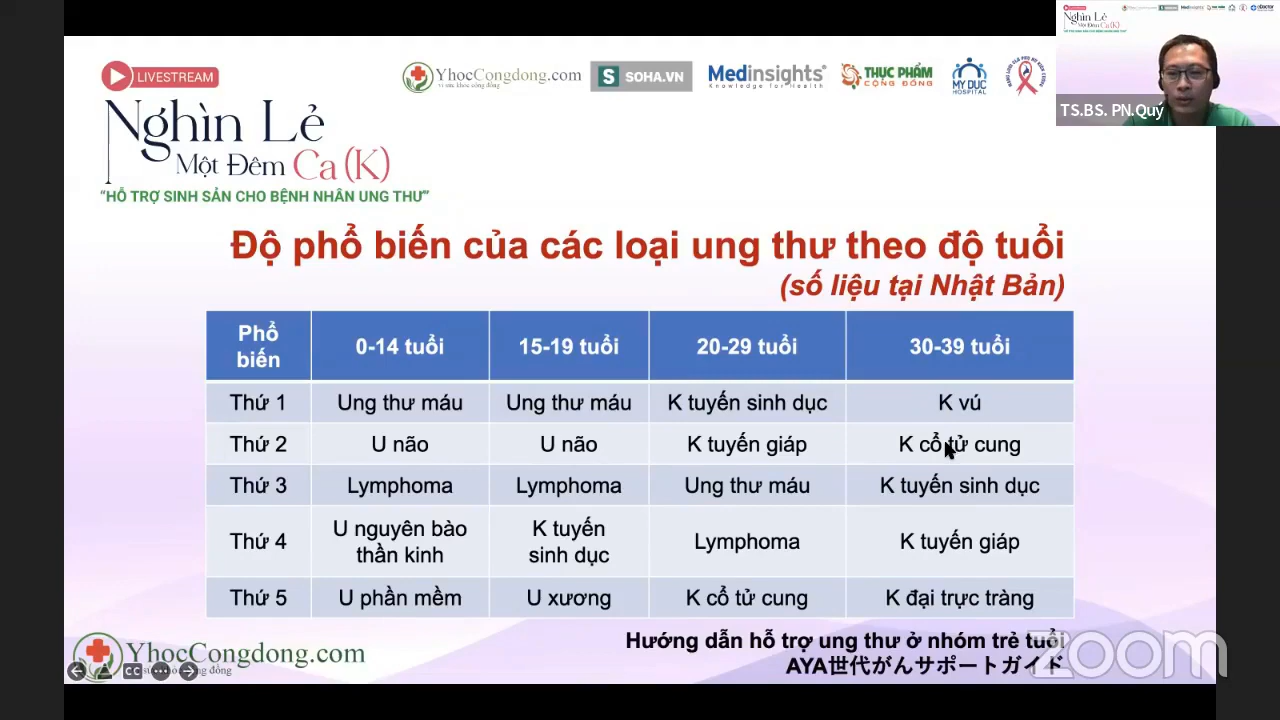 LIVESTREAM
Nghìn Lẻ
Một Đêm Ca (K)
“HỖ TRỢ SINH SẢN CHO BỆNH NHÂN UNG THƯ”
YhocCongdong.com
Vì sức khỏe cộng đồng
S SOHA.VN
Medinsights
Knowledge for Health
THỰC PHẨM
CỘNG ĐỒNG
MY DUC
HOSPITAL
TS.BS. PN.Quý
Độ phổ biến của các loại ung thư theo độ tuổi
(số liệu tại Nhật Bản)
Phổ biến 0-14 tuổi 15-19 tuổi 20-29 tuổi 30-39 tuổi
Thứ 1 Ung thư máu Ung thư máu K tuyến sinh dục K vú
Thứ 2 U não U não K tuyến giáp K cổ tử cung
Thứ 3 Lymphoma Lymphoma Ung thư máu K tuyến sinh dục
Thứ 4 U nguyên bào thần kinh K tuyến sinh dục Lymphoma K tuyến giáp
Thứ 5 U phần mềm U xương K cổ tử cung K đại trực tràng
Hướng dẫn hỗ trợ ung thư ở nhóm trẻ tuổi
AYA世代がんサポートガイド
YhocCongdong.com
zoom